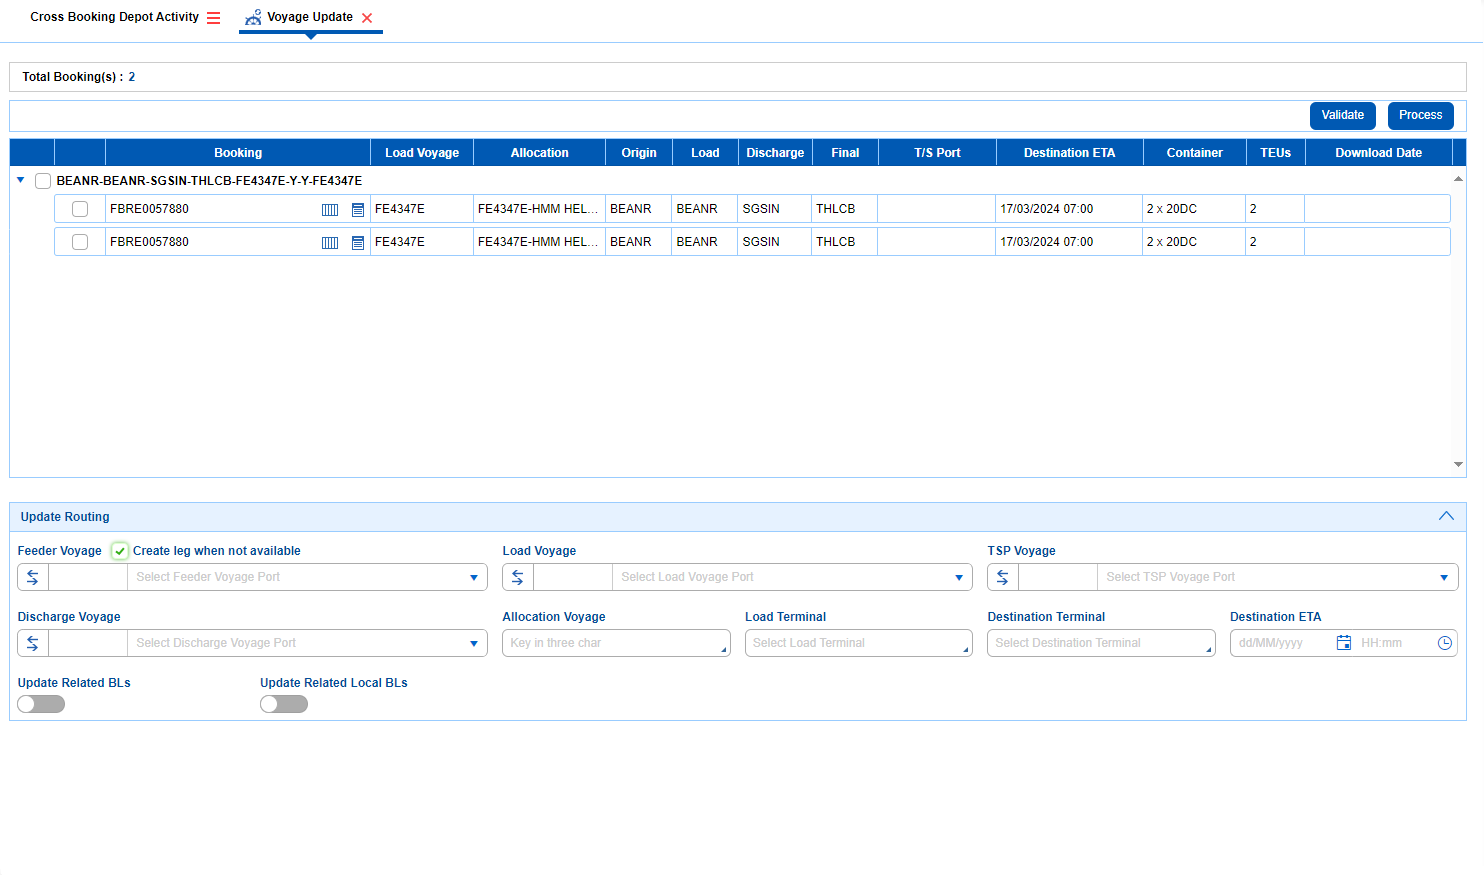 Cross Booking Depot Activity Voyage Update
Total Booking(s) : 2
Validate Process
Booking Load Voyage Allocation Origin Load Discharge Final T/S Port Destination ETA Container TEUs Download Date
BEANR-BEANR-SGSIN-THLCB-FE4347E-Y-Y-FE4347E
FBRE0057880 FE4347E FE4347E-HMM HEL... BEANR BEANR SGSIN THLCB 17/03/2024 07:00 2 x 20DC 2
FBRE0057880 FE4347E FE4347E-HMM HEL... BEANR BEANR SGSIN THLCB 17/03/2024 07:00 2 x 20DC 2
Update Routing
Feeder Voyage Create leg when not available Load Voyage TSP Voyage
Select Feeder Voyage Port Select Load Voyage Port Select TSP Voyage Port
Discharge Voyage Allocation Voyage Load Terminal Destination Terminal Destination ETA
Select Discharge Voyage Port Key in three char Select Load Terminal Select Destination Terminal dd/MM/yyyy HH:mm
Update Related BLs Update Related Local BLs